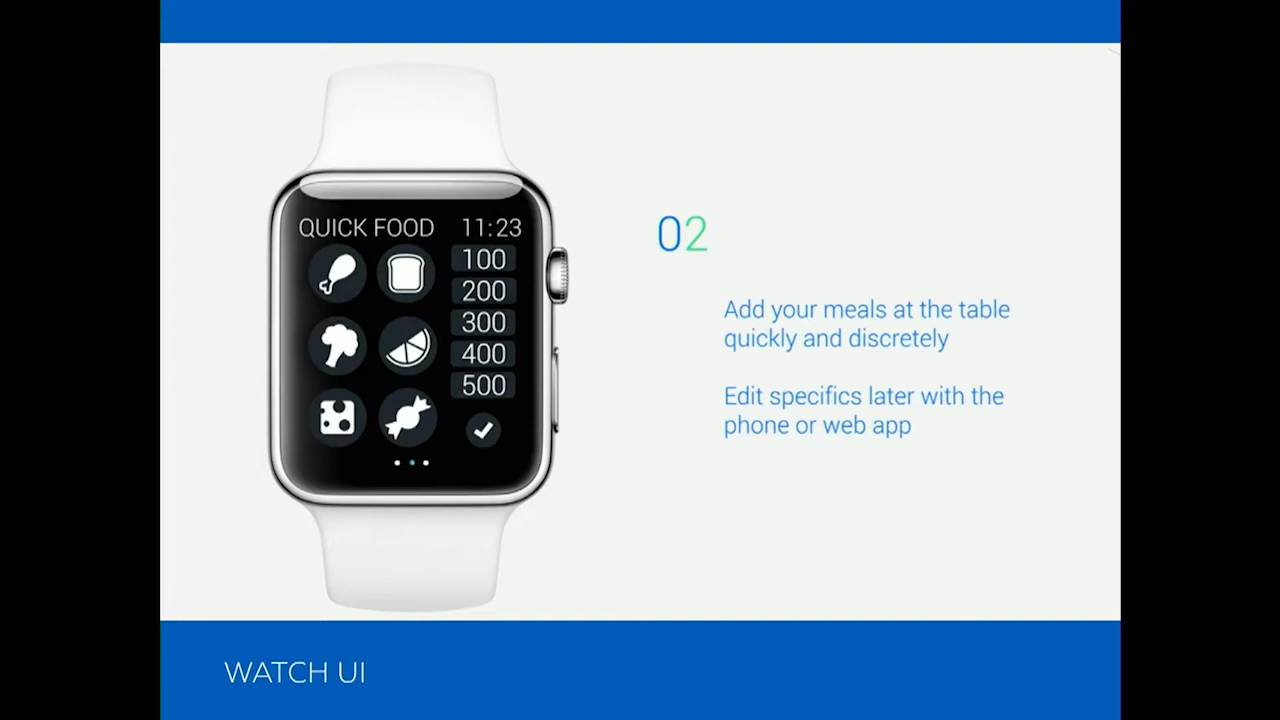 QUICK FOOD 11:23
100
200
300
400
500
02
Add your meals at the table
quickly and discretely
Edit specifics later with the
phone or web app
WATCH UI